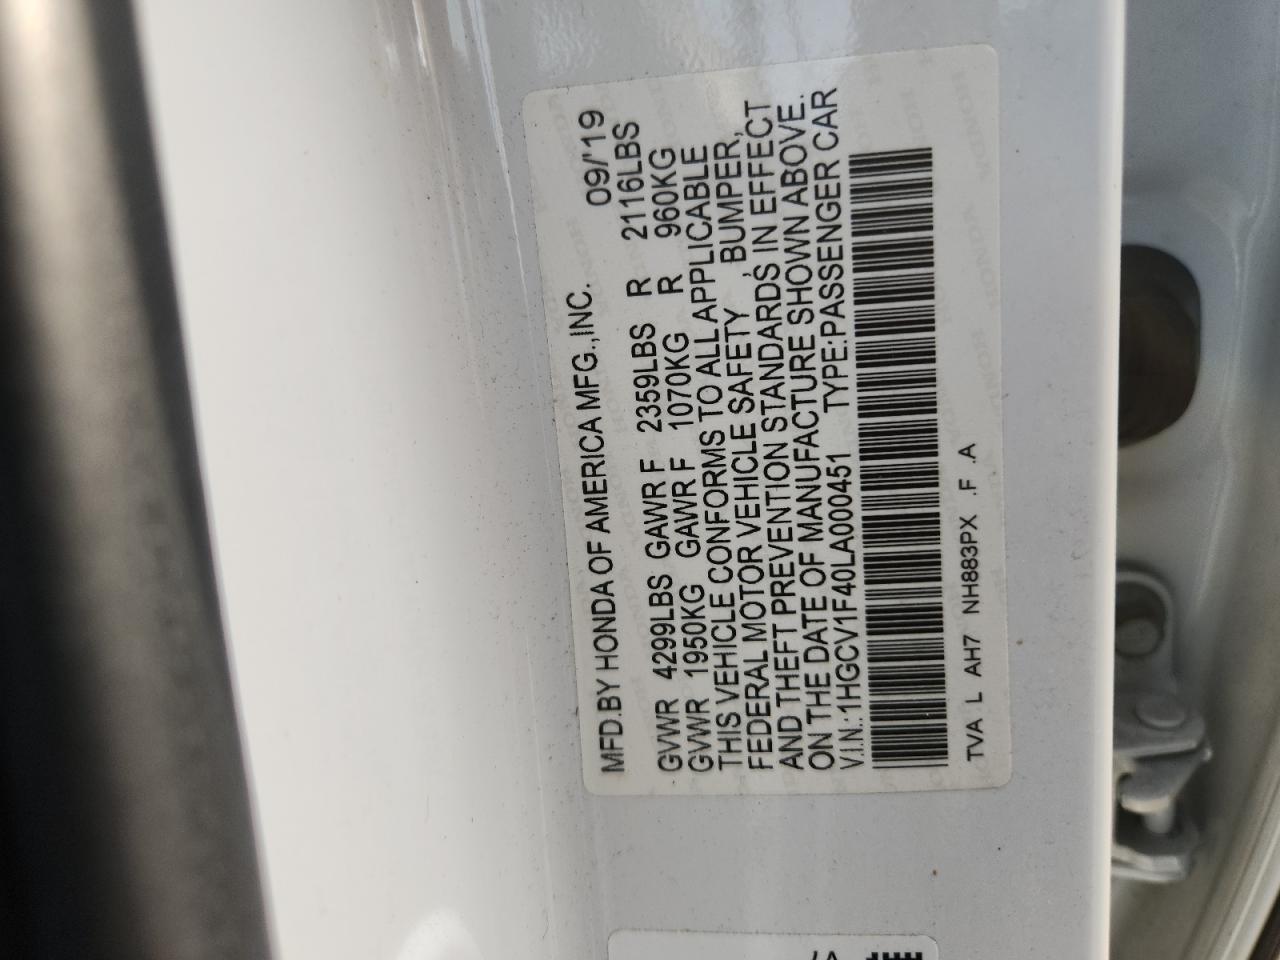 MFD.BY HONDA OF AMERICA MFG.,INC. 09/'19
GVWR 4299LBS GAWR F 2359LBS R 2116LBS
GVWR 1950KG GAWR F 1070KG R 960KG
THIS VEHICLE CONFORMS TO ALL APPLICABLE
FEDERAL MOTOR VEHICLE SAFETY , BUMPER,
AND THEFT PREVENTION STANDARDS IN EFFECT
ON THE DATE OF MANUFACTURE SHOWN ABOVE.
V.I.N.:1HGCV1F40LA000451 TYPE:PASSENGER CAR
TVA L AH7 NH883PX .F .A